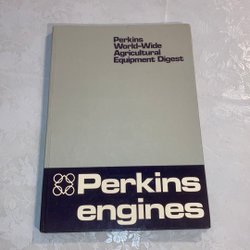 Perkins
World-Wide
Agricultural
Equipment Digest
Perkins
engines